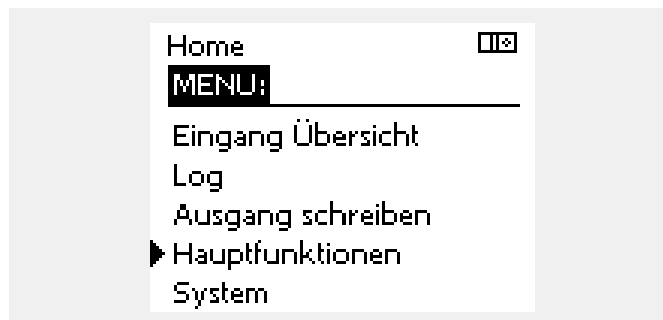 Home
MENU:
Eingang Übersicht
Log
Ausgang schreiben
Hauptfunktionen
System